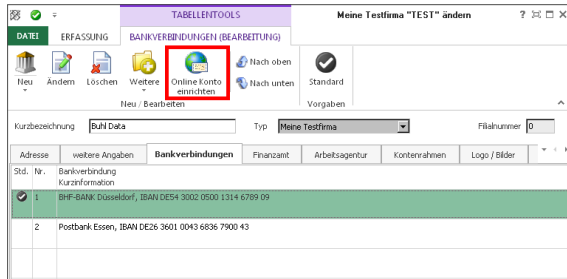 TABELLENTOOLS
Meine Testfirma "TEST" ändern
DATEI ERFASSUNG BANKVERBINDUNGEN (BEARBEITUNG)
Neu Ändern Löschen Weitere Online Konto einrichten Nach oben Nach unten Standard
Neu / Bearbeiten Vorgaben
Kurzbezeichnung Buhl Data Typ Meine Testfirma Filialnummer 0
Adresse weitere Angaben Bankverbindungen Finanzamt Arbeitsagentur Kontenrahmen Logo / Bilder
Std. Nr. Bankverbindung
Kurzinformation
1 BHF-BANK Düsseldorf, IBAN DE54 3002 0500 1314 6789 09
2 Postbank Essen, IBAN DE26 3601 0043 6836 7900 43